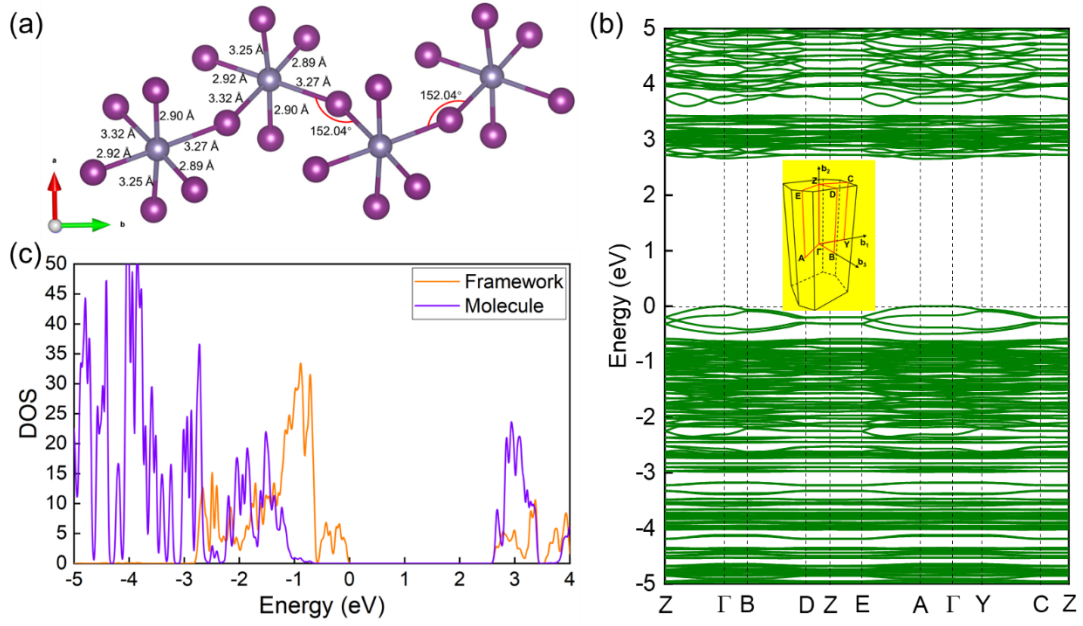 (a)
3.25 Å
2.89 Å
2.92 Å
3.27 Å
3.32 Å
2.90 Å
152.04°
152.04°
2.90 Å
3.32 Å
2.92 Å
3.27 Å
2.89 Å
3.25 Å
a
b
(b)
5
4
3
2
1
0
-1
-2
-3
-4
-5
Energy (eV)
Z Γ B D Z E A Γ Y C Z
b₂
Z
C
E
D
Γ
Y
b₁
A
B
b₃
(c)
50
45
40
35
30
25
20
15
10
5
0
DOS
Framework
Molecule
-5 -4 -3 -2 -1 0 1 2 3 4
Energy (eV)